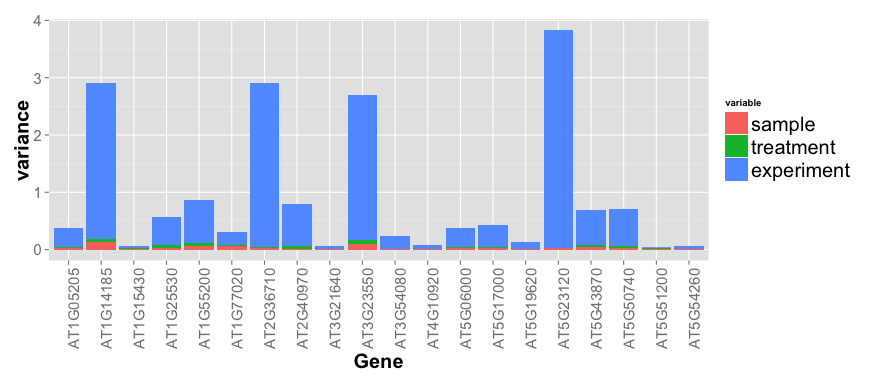 4
3
2
1
0
variance
AT1G05205
AT1G14185
AT1G15430
AT1G25530
AT1G55200
AT1G77020
AT2G36710
AT2G40970
AT3G21640
AT3G23550
AT3G54080
AT4G10920
AT5G06000
AT5G17000
AT5G19620
AT5G23120
AT5G43870
AT5G50740
AT5G51200
AT5G54260
Gene
variable
sample
treatment
experiment